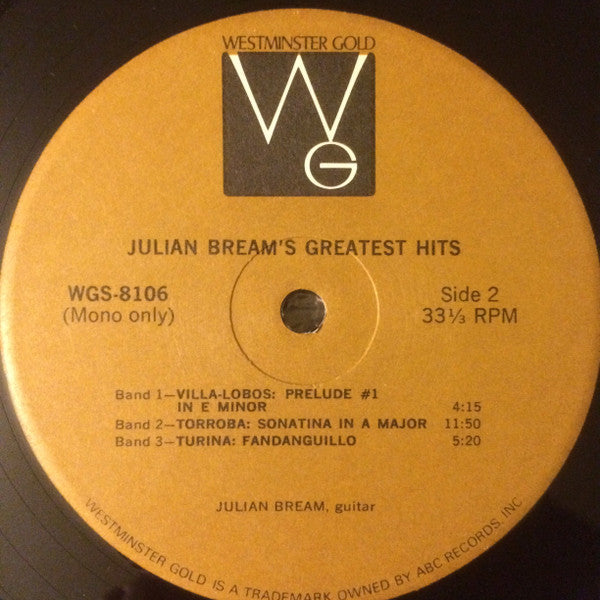 WESTMINSTER GOLD
WG
JULIAN BREAM'S GREATEST HITS
WGS-8106
(Mono only)
Side 2
33⅓ RPM
Band 1—VILLA-LOBOS: PRELUDE #1
IN E MINOR 4:15
Band 2—TORROBA: SONATINA IN A MAJOR 11:50
Band 3—TURINA: FANDANGUILLO 5:20
JULIAN BREAM, guitar
WESTMINSTER GOLD IS A TRADEMARK OWNED BY ABC RECORDS, INC